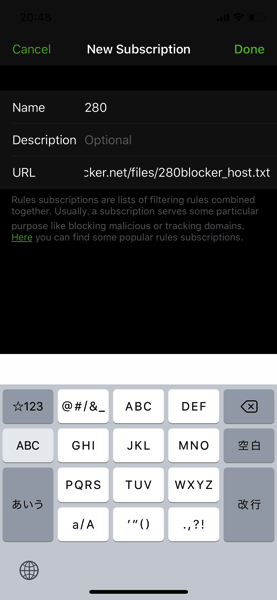 20:48
Cancel New Subscription Done
Name 280
Description Optional
URL :ker.net/files/280blocker_host.txt
Rules subscriptions are lists of filtering rules combined
together. Usually, a subscription serves some particular
purpose like blocking malicious or tracking domains.
Here you can find some popular rules subscriptions.
☆123 @#/&_ ABC DEF
ABC GHI JKL MNO 空白
あいう PQRS TUV WXYZ 改行
a/A '"() .,?!